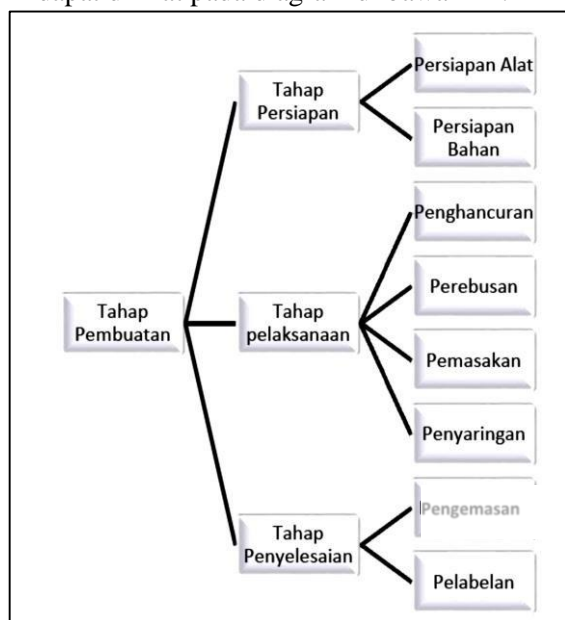 Tahap
Pembuatan
Tahap
Persiapan
Persiapan Alat
Persiapan
Bahan
Tahap
pelaksanaan
Penghancuran
Perebusan
Pemasakan
Penyaringan
Tahap
Penyelesaian
Pengemasan
Pelabelan